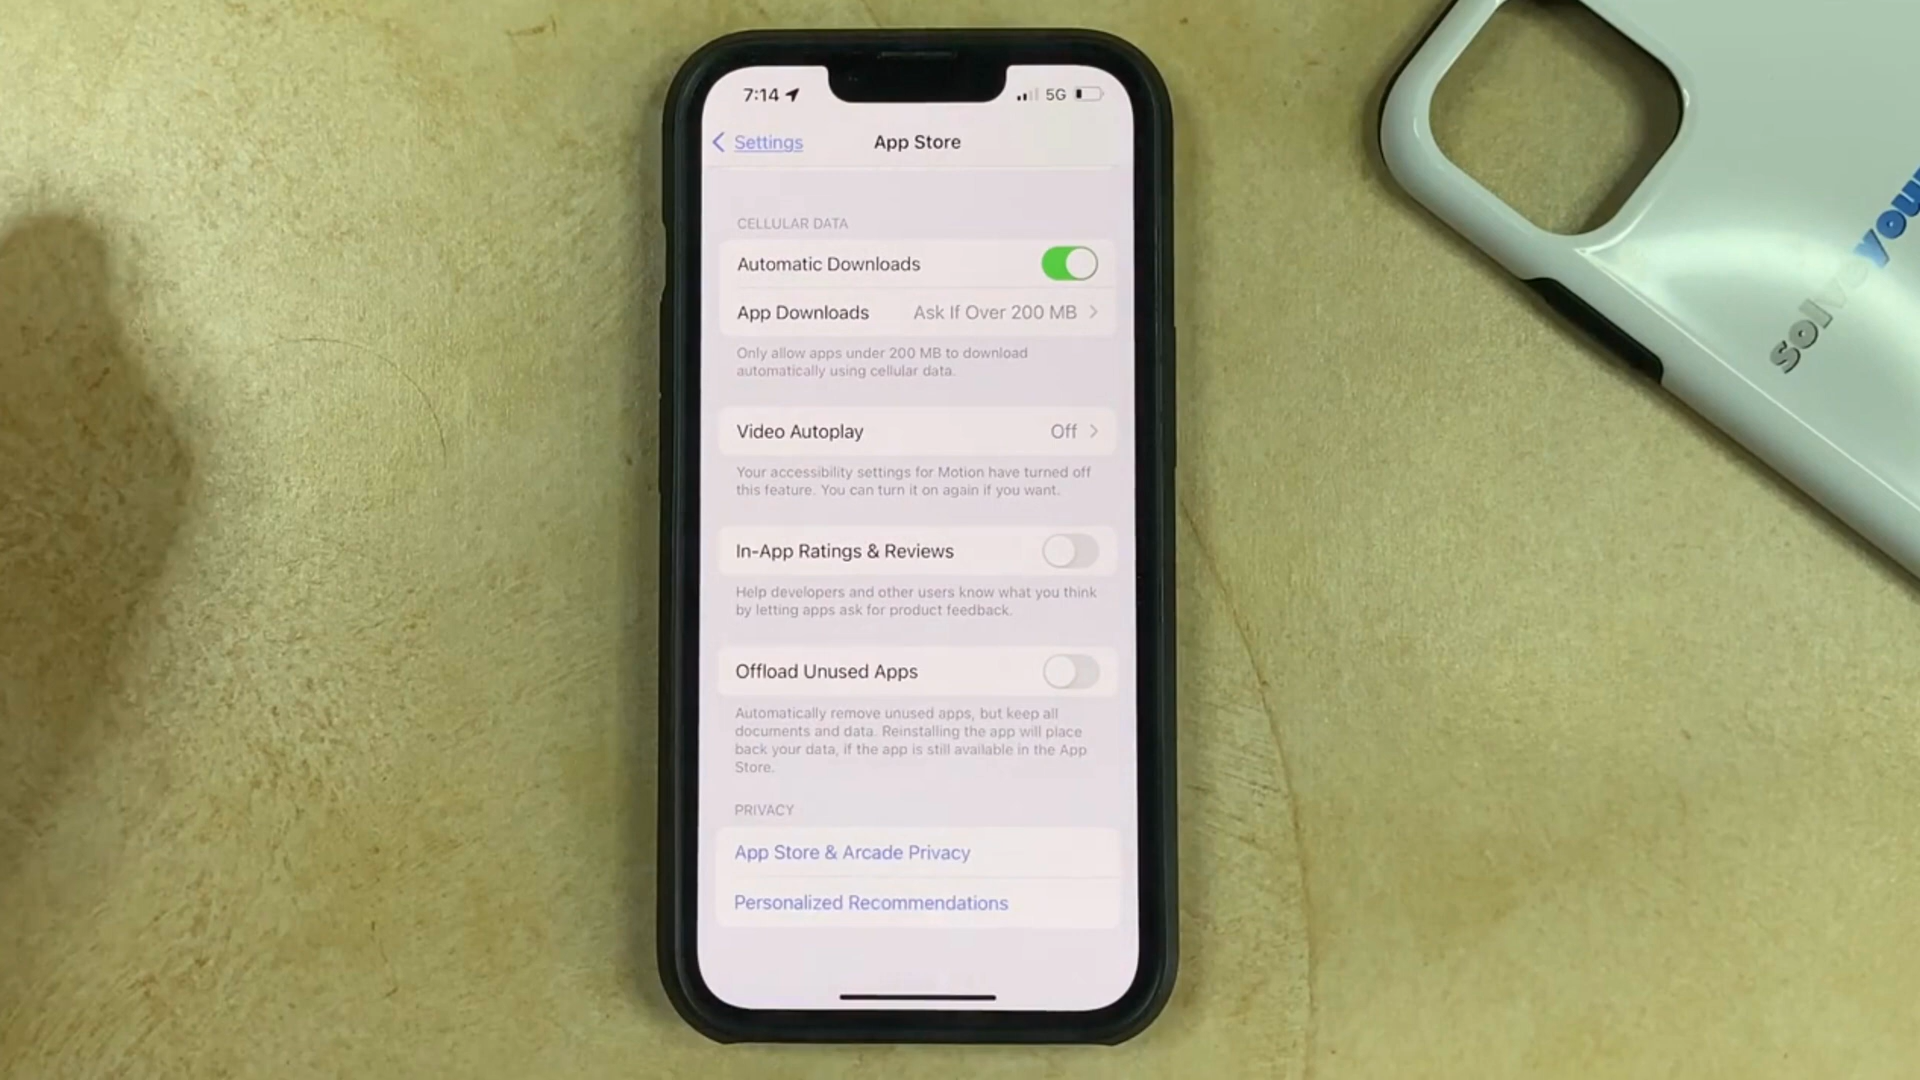 7:14 5G
Settings App Store
CELLULAR DATA
Automatic Downloads
App Downloads Ask If Over 200 MB
Only allow apps under 200 MB to download
automatically using cellular data.
Video Autoplay Off
Your accessibility settings for Motion have turned off
this feature. You can turn it on again if you want.
In-App Ratings & Reviews
Help developers and other users know what you think
by letting apps ask for product feedback.
Offload Unused Apps
Automatically remove unused apps, but keep all
documents and data. Reinstalling the app will place
back your data, if the app is still available in the App
Store.
PRIVACY
App Store & Arcade Privacy
Personalized Recommendations
solveyour